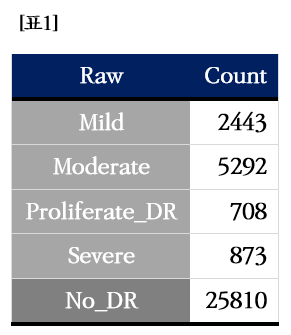 [표1]
Raw Count
Mild 2443
Moderate 5292
Proliferate_DR 708
Severe 873
No_DR 25810